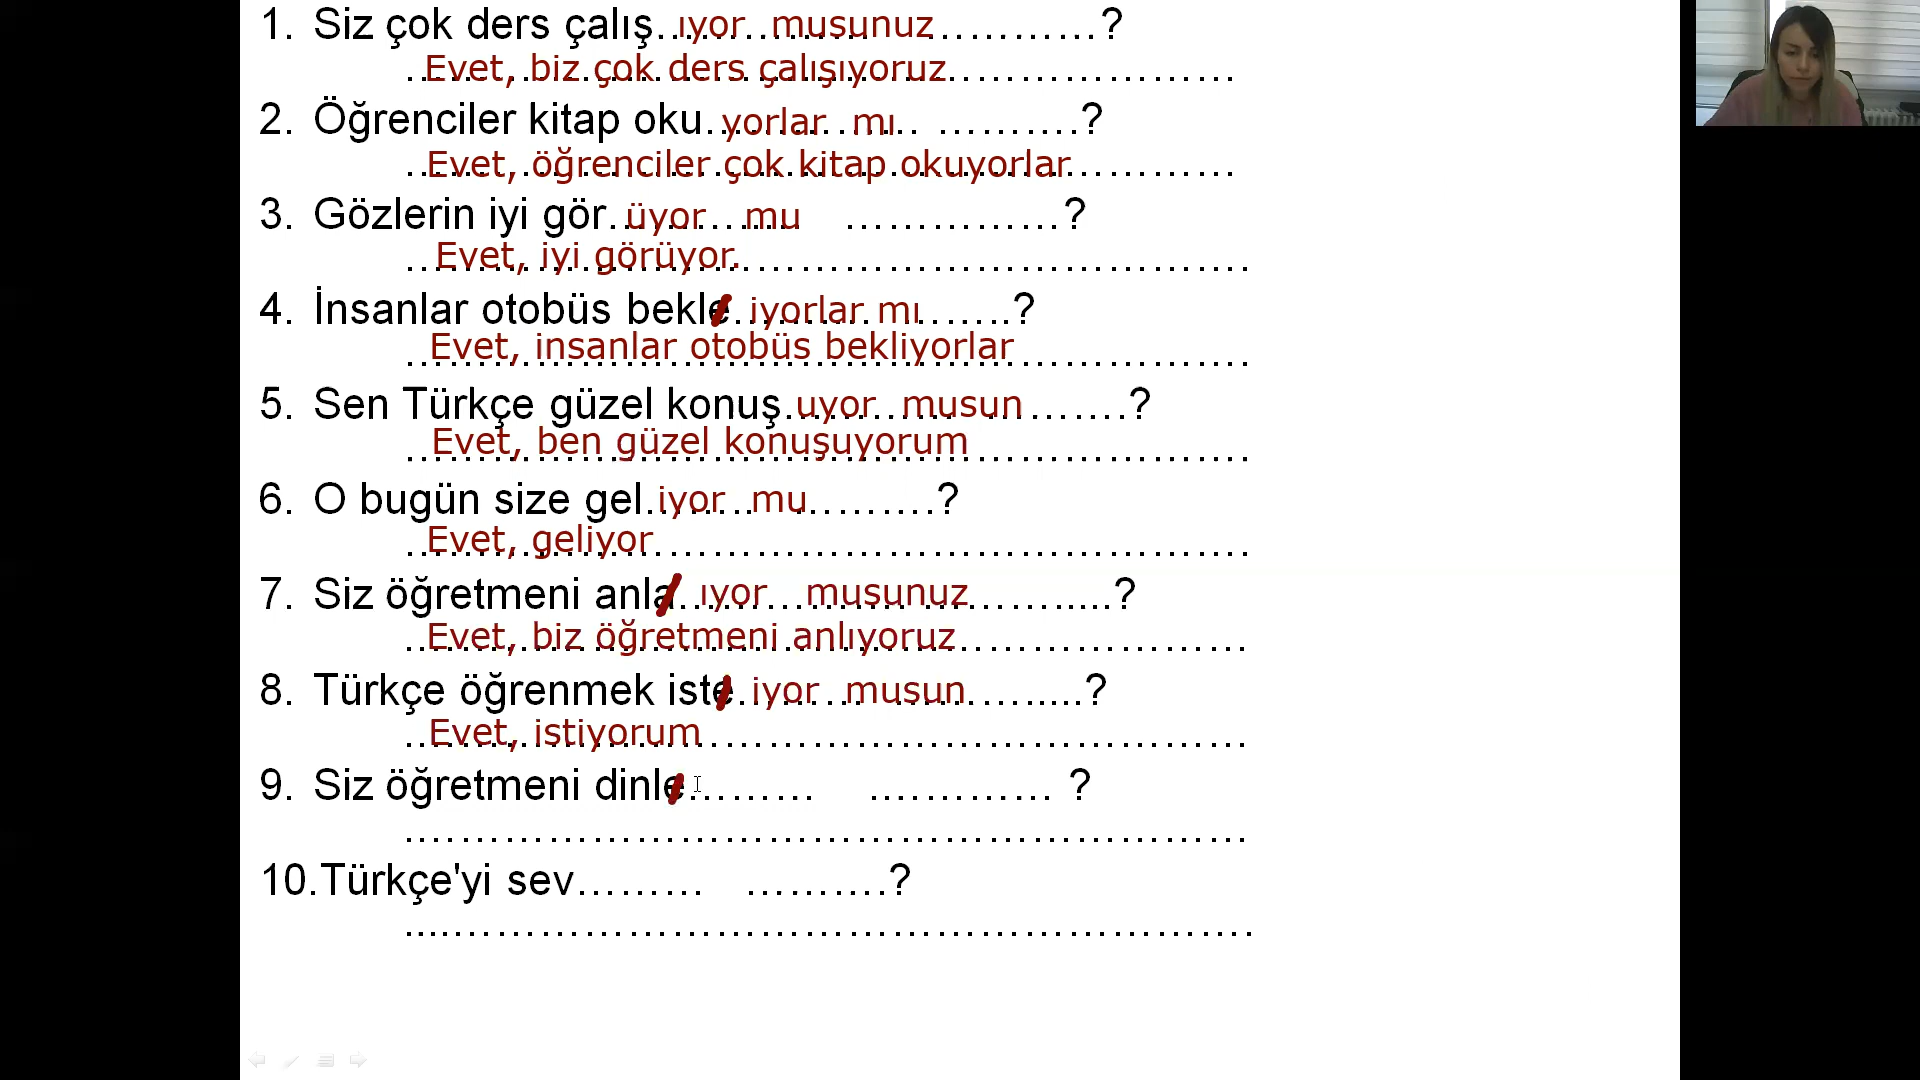 1. Siz çok ders çalış..ıyor musunuz…………?
Evet, biz çok ders çalışıyoruz
2. Öğrenciler kitap oku. yorlar mı ……….?
Evet, öğrenciler çok kitap okuyorlar
3. Gözlerin iyi gör..üyor mu ……………?
Evet, iyi görüyor.
4. İnsanlar otobüs bekle iyorlar mı……..?
Evet, insanlar otobüs bekliyorlar
5. Sen Türkçe güzel konuş.uyor musun…….?
Evet, ben güzel konuşuyorum
6. O bugün size gel.iyor mu……….?
Evet, geliyor
7. Siz öğretmeni anla. ıyor musunuz…….....?
Evet, biz öğretmeni anlıyoruz
8. Türkçe öğrenmek iste. iyor musun…….....?
Evet, istiyorum
9. Siz öğretmeni dinle……… …………. ?
10.Türkçe'yi sev……… ……….?